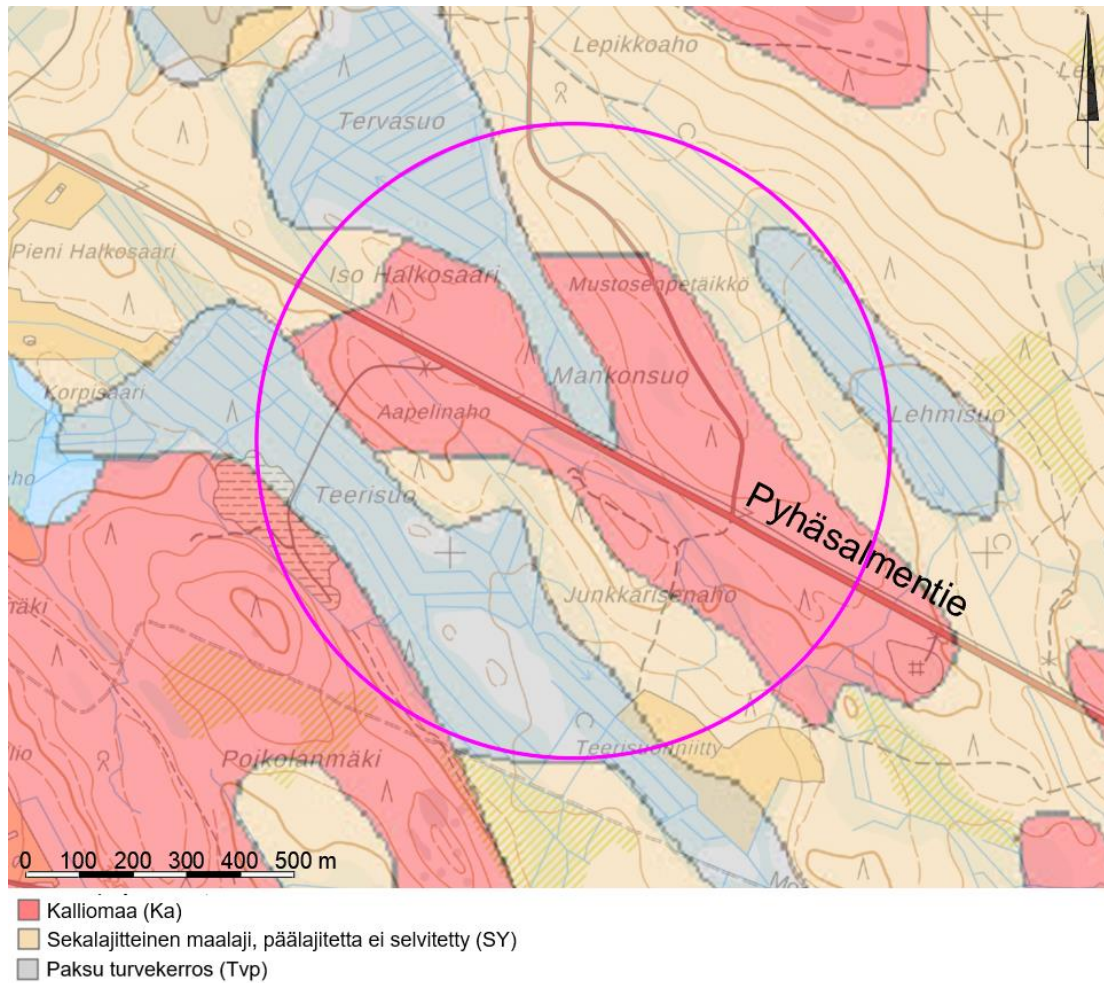 Lepikkoaho
Tervasuo
Pieni Halkosaari
Iso Halkosaari
Mustosenpetäikkö
Korpisaari
Mankonsuo
Aapelinaho
Lehmisuo
Teerisuo
Pyhäsalmentie
Junkkarisenaho
Teerisuonniitty
Poikolanmäki
0 100 200 300 400 500 m
Kalliomaa (Ka)
Sekalajitteinen maalaji, päälajitetta ei selvitetty (SY)
Paksu turvekerros (Tvp)